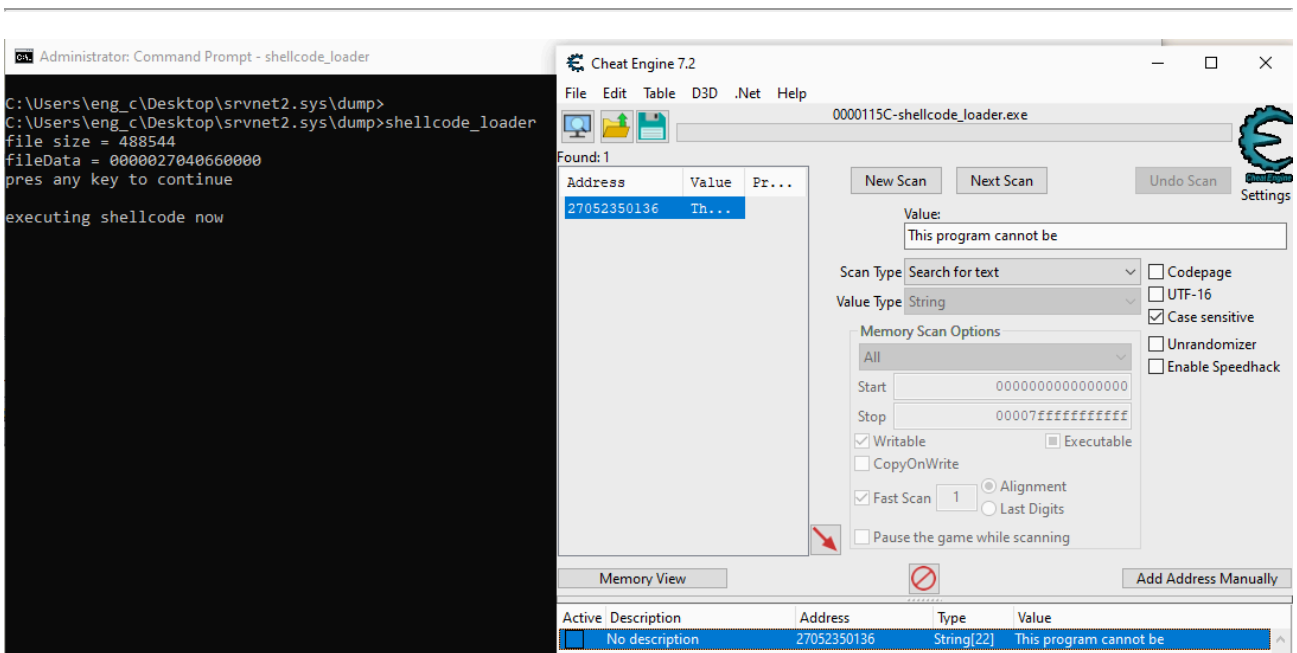 Administrator: Command Prompt - shellcode_loader
C:\Users\eng_c\Desktop\srvnet2.sys\dump>
C:\Users\eng_c\Desktop\srvnet2.sys\dump>shellcode_loader
file size = 488544
fileData = 0000027040660000
pres any key to continue
executing shellcode now
Cheat Engine 7.2
File Edit Table D3D .Net Help
0000115C-shellcode_loader.exe
Found: 1
Address Value Pr...
27052350136 Th...
New Scan Next Scan Undo Scan
Cheat Engine
Settings
Value:
This program cannot be
Scan Type Search for text
Value Type String
Codepage
UTF-16
Case sensitive
Unrandomizer
Enable Speedhack
Memory Scan Options
All
Start 0000000000000000
Stop 00007fffffffffff
Writable Executable
CopyOnWrite
Fast Scan 1 Alignment
Last Digits
Pause the game while scanning
Memory View Add Address Manually
Active Description Address Type Value
No description 27052350136 String[22] This program cannot be